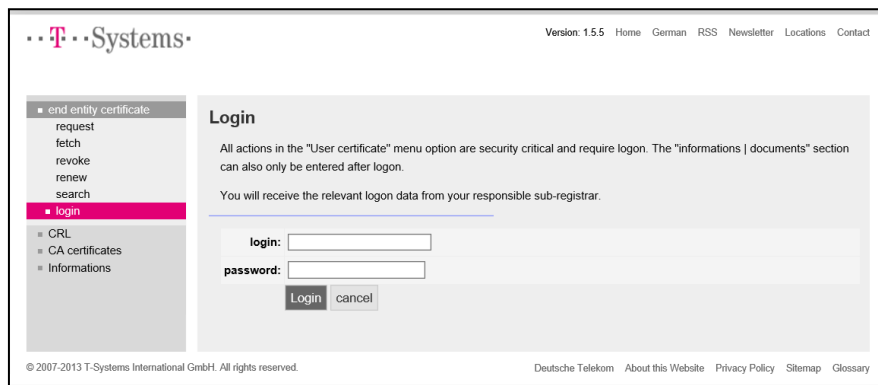 ··T··Systems·
Version: 1.5.5 Home German RSS Newsletter Locations Contact
end entity certificate
request
fetch
revoke
renew
search
login
CRL
CA certificates
Informations
Login
All actions in the "User certificate" menu option are security critical and require logon. The "informations | documents" section
can also only be entered after logon.
You will receive the relevant logon data from your responsible sub-registrar.
login:
password:
Login cancel
© 2007-2013 T-Systems International GmbH. All rights reserved.
Deutsche Telekom About this Website Privacy Policy Sitemap Glossary